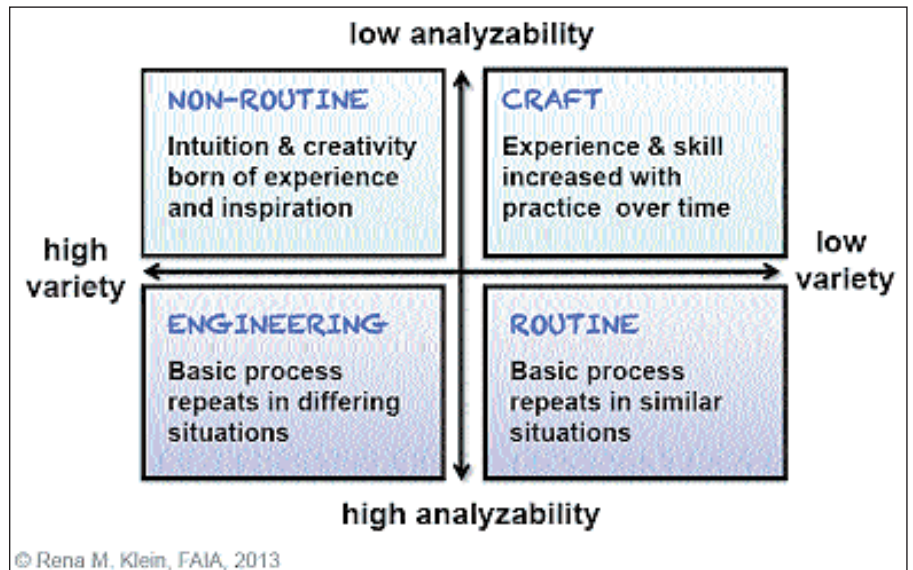 low analyzability
NON-ROUTINE
Intuition & creativity
born of experience
and inspiration
CRAFT
Experience & skill
increased with
practice over time
high
variety
low
variety
ENGINEERING
Basic process
repeats in differing
situations
ROUTINE
Basic process
repeats in similar
situations
high analyzability
© Rena M. Klein, FAIA, 2013